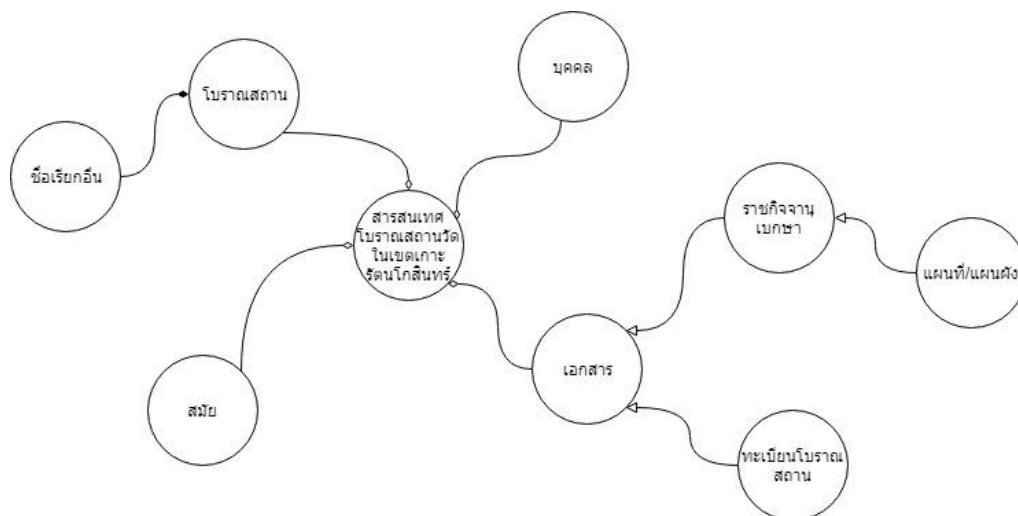 บุคคล
โบราณสถาน
ชื่อเรียกอื่น
สารสนเทศ
โบราณสถานวัด
ในเขตเกาะ
รัตนโกสินทร์
ราชกิจจานุ
เบกษา
แผนที่/แผนผัง
เอกสาร
สมัย
ทะเบียนโบราณ
สถาน